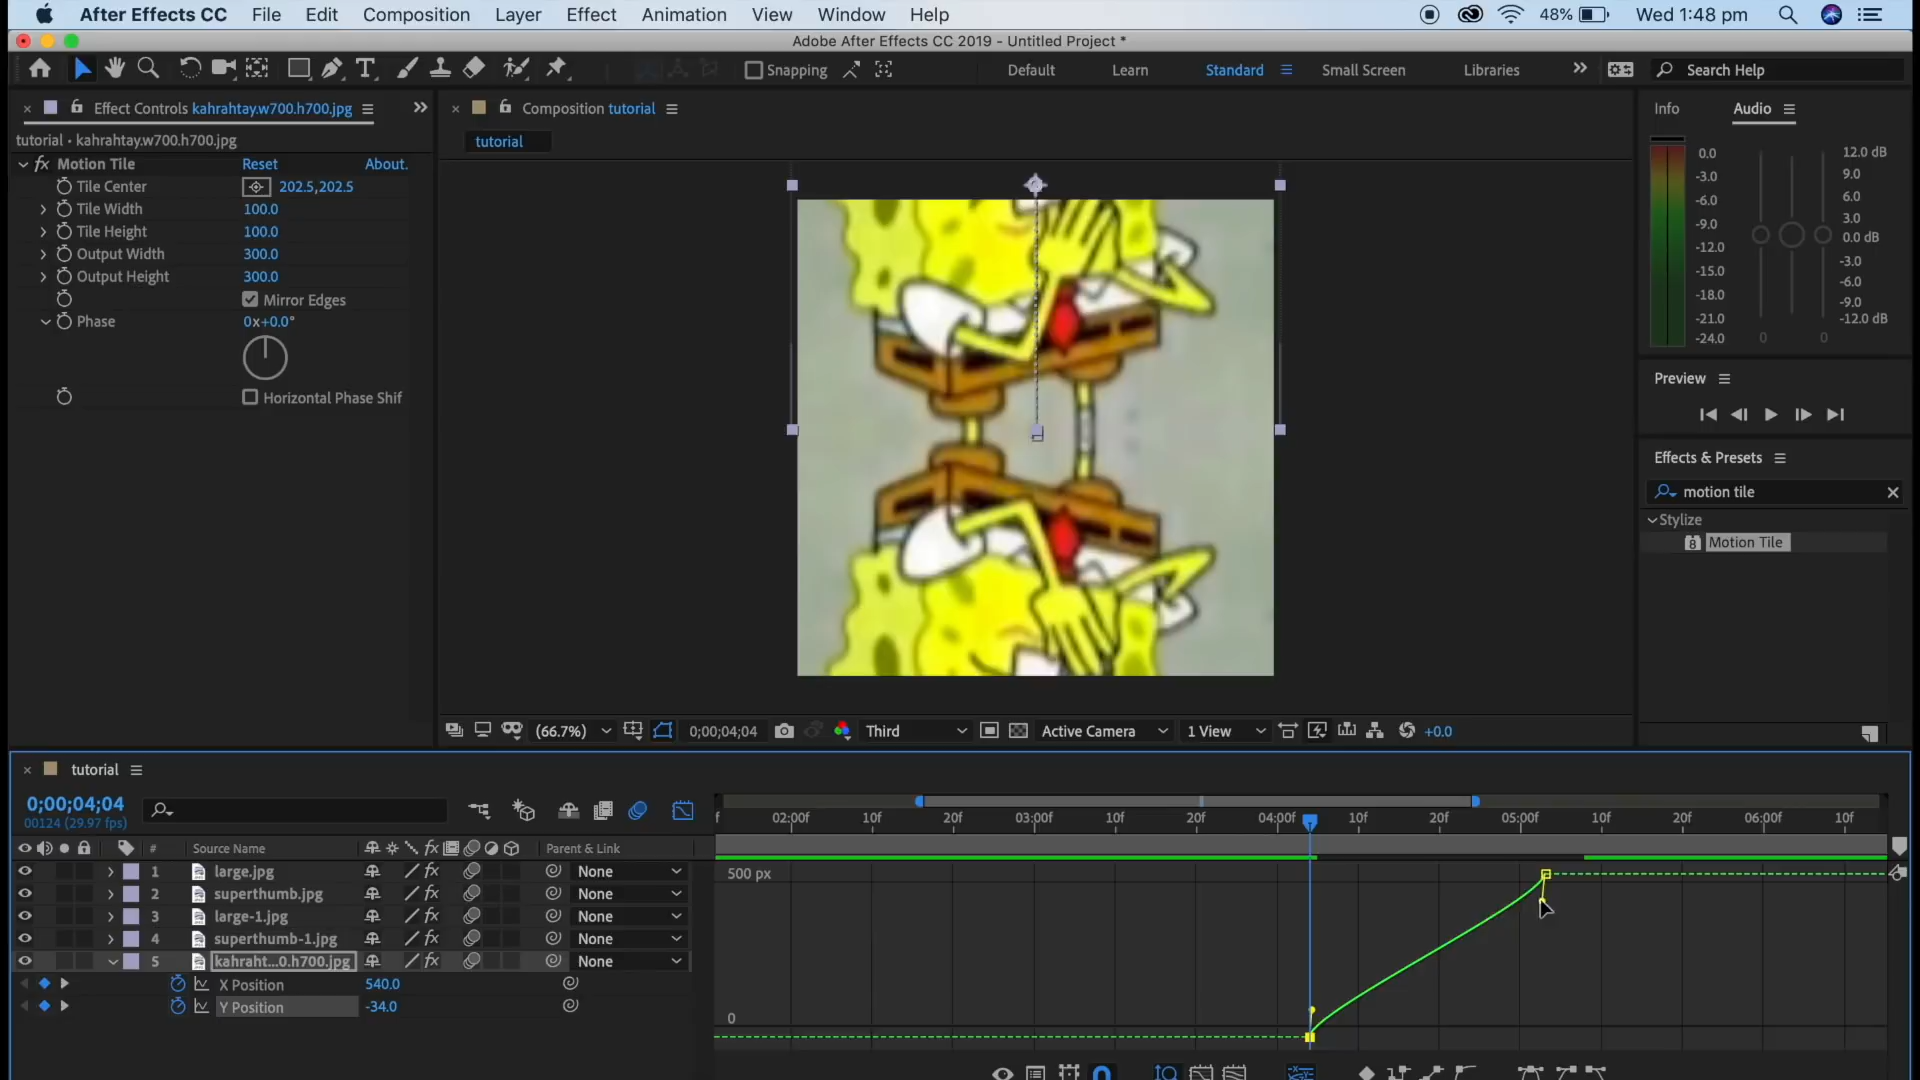 After Effects CC File Edit Composition Layer Effect Animation View Window Help 48% Wed 1:48 pm
Adobe After Effects CC 2019 - Untitled Project *
Snapping Default Learn Standard Small Screen Libraries Search Help
Effect Controls kahrahtay.w700.h700.jpg
Composition tutorial
Info Audio
tutorial • kahrahtay.w700.h700.jpg
tutorial
fx Motion Tile Reset About.
Tile Center 202.5,202.5
Tile Width 100.0
Tile Height 100.0
Output Width 300.0
Output Height 300.0
Mirror Edges
Phase 0x+0.0°
Horizontal Phase Shif
0.0 12.0 dB
-3.0 9.0
-6.0 6.0
-9.0 3.0
-12.0 0.0 dB
-15.0 -3.0
-18.0 -6.0
-21.0 -9.0
-24.0 0 0 -12.0 dB
Preview
Effects & Presets
motion tile
Stylize
8 Motion Tile
(66.7%) 0;00;04;04 Third Active Camera 1 View +0.0
tutorial
0;00;04;04
00124 (29.97 fps)
f 02:00f 10f 20f 03:00f 10f 20f 04:00f 10f 20f 05:00f 10f 20f 06:00f 10f
# Source Name fx Parent & Link
1 large.jpg fx None
2 superthumb.jpg fx None
3 large-1.jpg fx None
4 superthumb-1.jpg fx None
5 kahraht...0.h700.jpg fx None
X Position 540.0
Y Position -34.0
500 px
0